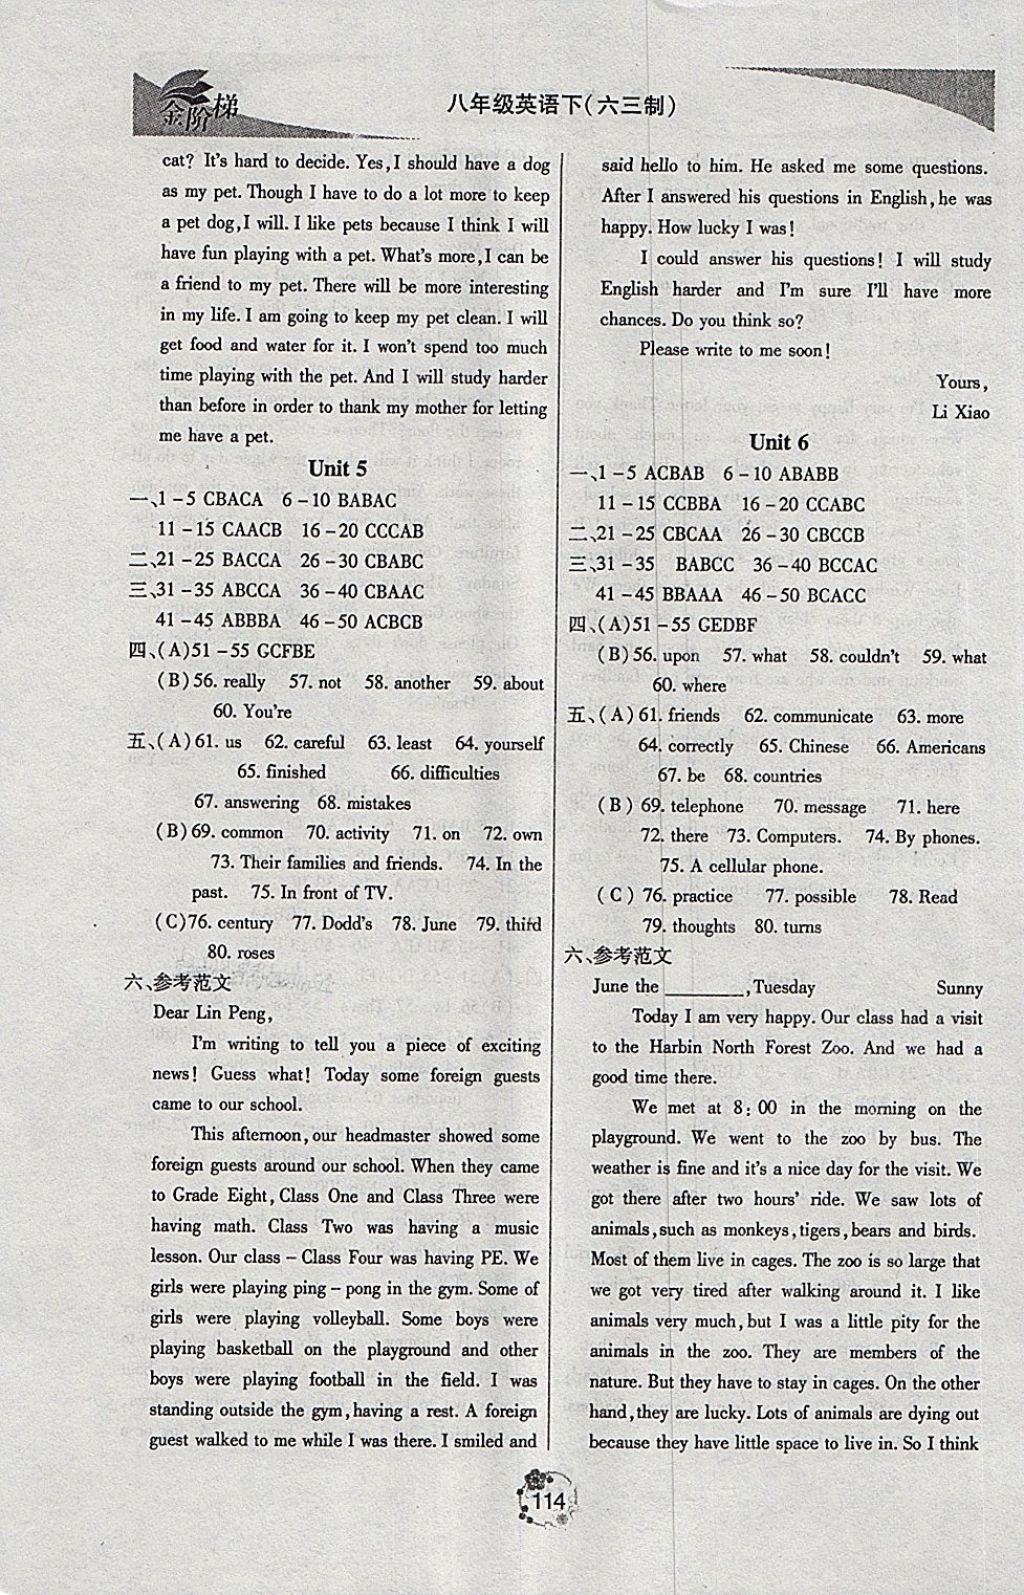 金阶梯
八年级英语下(六三制)
cat? It's hard to decide. Yes,I should have a dog
as my pet. Though I have to do a lot more to keep
a pet dog,I will. I like pets because I think I will
have fun playing with a pet. What's more,I can be
a friend to my pet. There will be more interesting
in my life. I am going to keep my pet clean. I will
get food and water for it. I won't spend too much
time playing with the pet. And I will study harder
than before in order to thank my mother for letting
me have a pet.
Unit 5
一、1-5 CBACA 6-10 BABAC
11-15 CAACB 16-20 CCCAB
二、21-25 BACCA 26-30 CBABC
三、31-35 ABCCA 36-40 CBAAC
41-45 ABBBA 46-50 ACBCB
四、(A)51-55 GCFBE
(B)56. really 57. not 58. another 59. about
60. You're
五、(A)61. us 62. careful 63. least 64. yourself
65. finished 66. difficulties
67. answering 68. mistakes
(B)69. common 70. activity 71. on 72. own
73. Their families and friends. 74. In the
past. 75. In front of TV.
(C)76. century 77. Dodd's 78. June 79. third
80. roses
六、参考范文
Dear Lin Peng,
I'm writing to tell you a piece of exciting
news! Guess what! Today some foreign guests
came to our school.
This afternoon,our headmaster showed some
foreign guests around our school. When they came
to Grade Eight,Class One and Class Three were
having math. Class Two was having a music
lesson. Our class-Class Four was having PE. We
girls were playing ping-pong in the gym. Some of
girls were playing volleyball. Some boys were
playing basketball on the playground and other
boys were playing football in the field. I was
standing outside the gym,having a rest. A foreign
guest walked to me while I was there. I smiled and
said hello to him. He asked me some questions.
After I answered his questions in English,he was
happy. How lucky I was!
I could answer his questions! I will study
English harder and I'm sure I'll have more
chances. Do you think so?
Please write to me soon!
Yours,
Li Xiao
Unit 6
一、1-5 ACBAB 6-10 ABABB
11-15 CCBBA 16-20 CCABC
二、21-25 CBCAA 26-30 CBCCB
三、31-35 BABCC 36-40 BCCAC
41-45 BBAAA 46-50 BCACC
四、(A)51-55 GEDBF
(B)56. upon 57. what 58. couldn't 59. what
60. where
五、(A)61. friends 62. communicate 63. more
64. correctly 65. Chinese 66. Americans
67. be 68. countries
(B)69. telephone 70. message 71. here
72. there 73. Computers. 74. By phones.
75. A cellular phone.
(C)76. practice 77. possible 78. Read
79. thoughts 80. turns
六、参考范文
June the ________,Tuesday Sunny
Today I am very happy. Our class had a visit
to the Harbin North Forest Zoo. And we had a
good time there.
We met at 8:00 in the morning on the
playground. We went to the zoo by bus. The
weather is fine and it's a nice day for the visit. We
got there after two hours' ride. We saw lots of
animals,such as monkeys,tigers,bears and birds.
Most of them live in cages. The zoo is so large that
we got very tired after walking around it. I like
animals very much,but I was a little pity for the
animals in the zoo. They are members of the
nature. But they have to stay in cages. On the other
hand,they are lucky. Lots of animals are dying out
because they have little space to live in. So I think
114